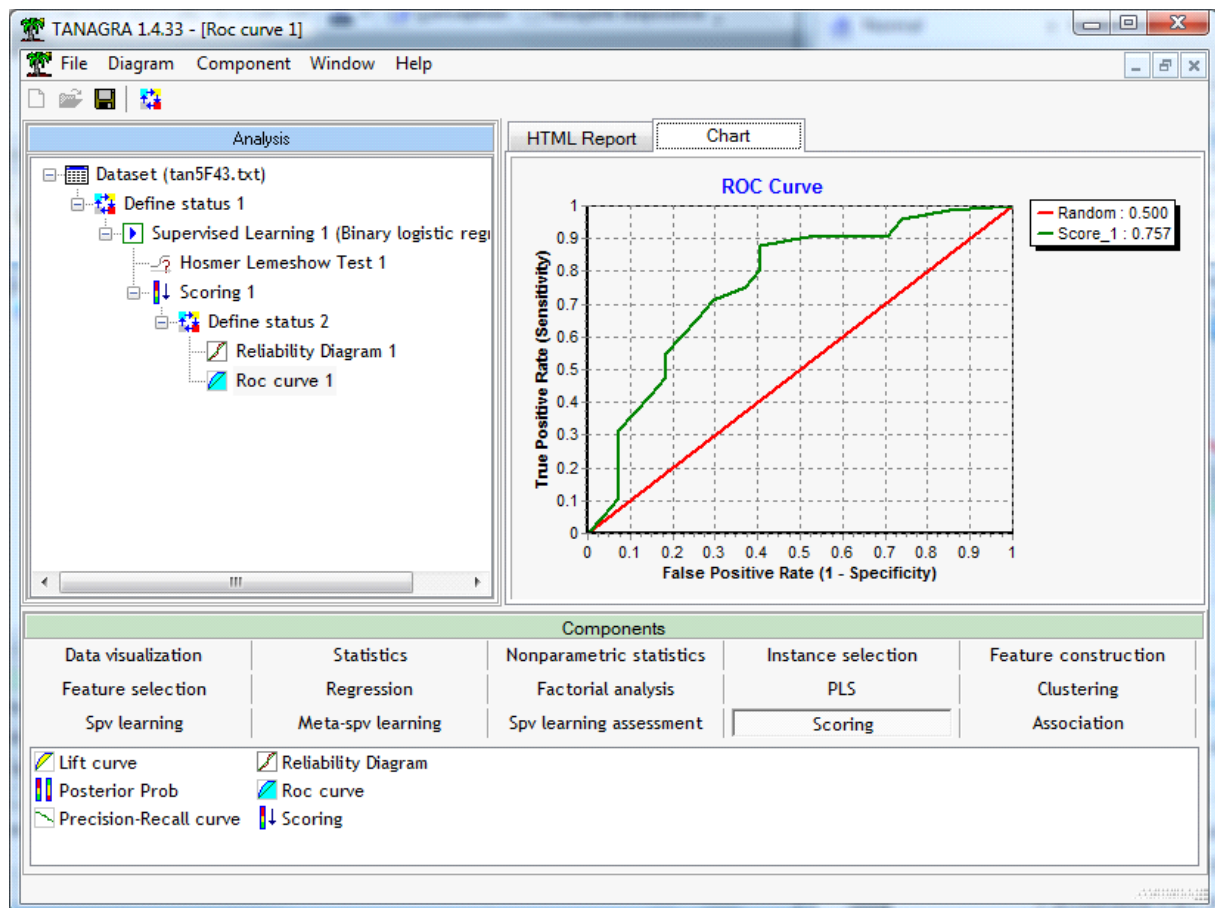 TANAGRA 1.4.33 - [Roc curve 1]
File Diagram Component Window Help
Analysis
Dataset (tan5F43.txt)
Define status 1
Supervised Learning 1 (Binary logistic regr
Hosmer Lemeshow Test 1
Scoring 1
Define status 2
Reliability Diagram 1
Roc curve 1
HTML Report
Chart
ROC Curve
Random : 0.500
Score_1 : 0.757
True Positive Rate (Sensitivity)
1
0.9
0.8
0.7
0.6
0.5
0.4
0.3
0.2
0.1
0
0 0.1 0.2 0.3 0.4 0.5 0.6 0.7 0.8 0.9 1
False Positive Rate (1 - Specificity)
Components
Data visualization Statistics Nonparametric statistics Instance selection Feature construction
Feature selection Regression Factorial analysis PLS Clustering
Spv learning Meta-spv learning Spv learning assessment Scoring Association
Lift curve Reliability Diagram
Posterior Prob Roc curve
Precision-Recall curve Scoring